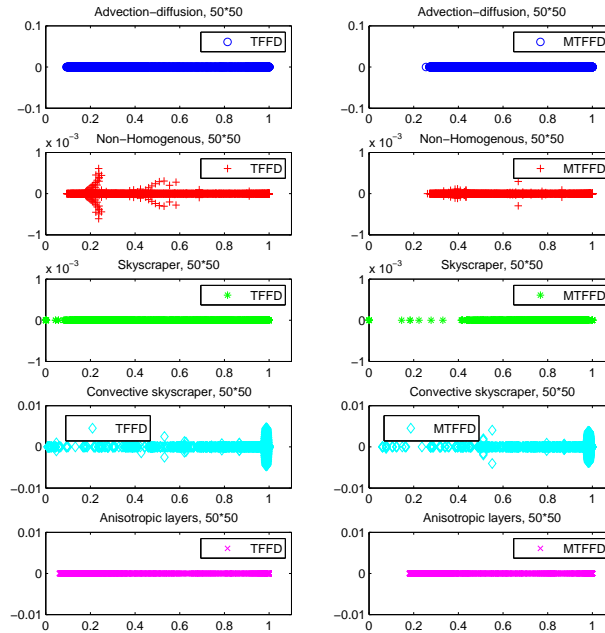 Advection−diffusion, 50*50
0.1
0
−0.1
0 0.2 0.4 0.6 0.8 1
TFFD
Advection−diffusion, 50*50
0.1
0
−0.1
0 0.2 0.4 0.6 0.8 1
MTFFD
x 10−3
Non−Homogenous, 50*50
1
0
−1
0 0.2 0.4 0.6 0.8 1
TFFD
x 10−3
Non−Homogenous, 50*50
1
0
−1
0 0.2 0.4 0.6 0.8 1
MTFFD
x 10−3
Skyscraper, 50*50
1
0
−1
0 0.2 0.4 0.6 0.8 1
TFFD
x 10−3
Skyscraper, 50*50
1
0
−1
0 0.2 0.4 0.6 0.8 1
MTFFD
Convective skyscraper, 50*50
0.01
0
−0.01
0 0.2 0.4 0.6 0.8 1
TFFD
Convective skyscraper, 50*50
0.01
0
−0.01
0 0.2 0.4 0.6 0.8 1
MTFFD
Anisotropic layers, 50*50
0.01
0
−0.01
0 0.2 0.4 0.6 0.8 1
TFFD
Anisotropic layers, 50*50
0.01
0
−0.01
0 0.2 0.4 0.6 0.8 1
MTFFD